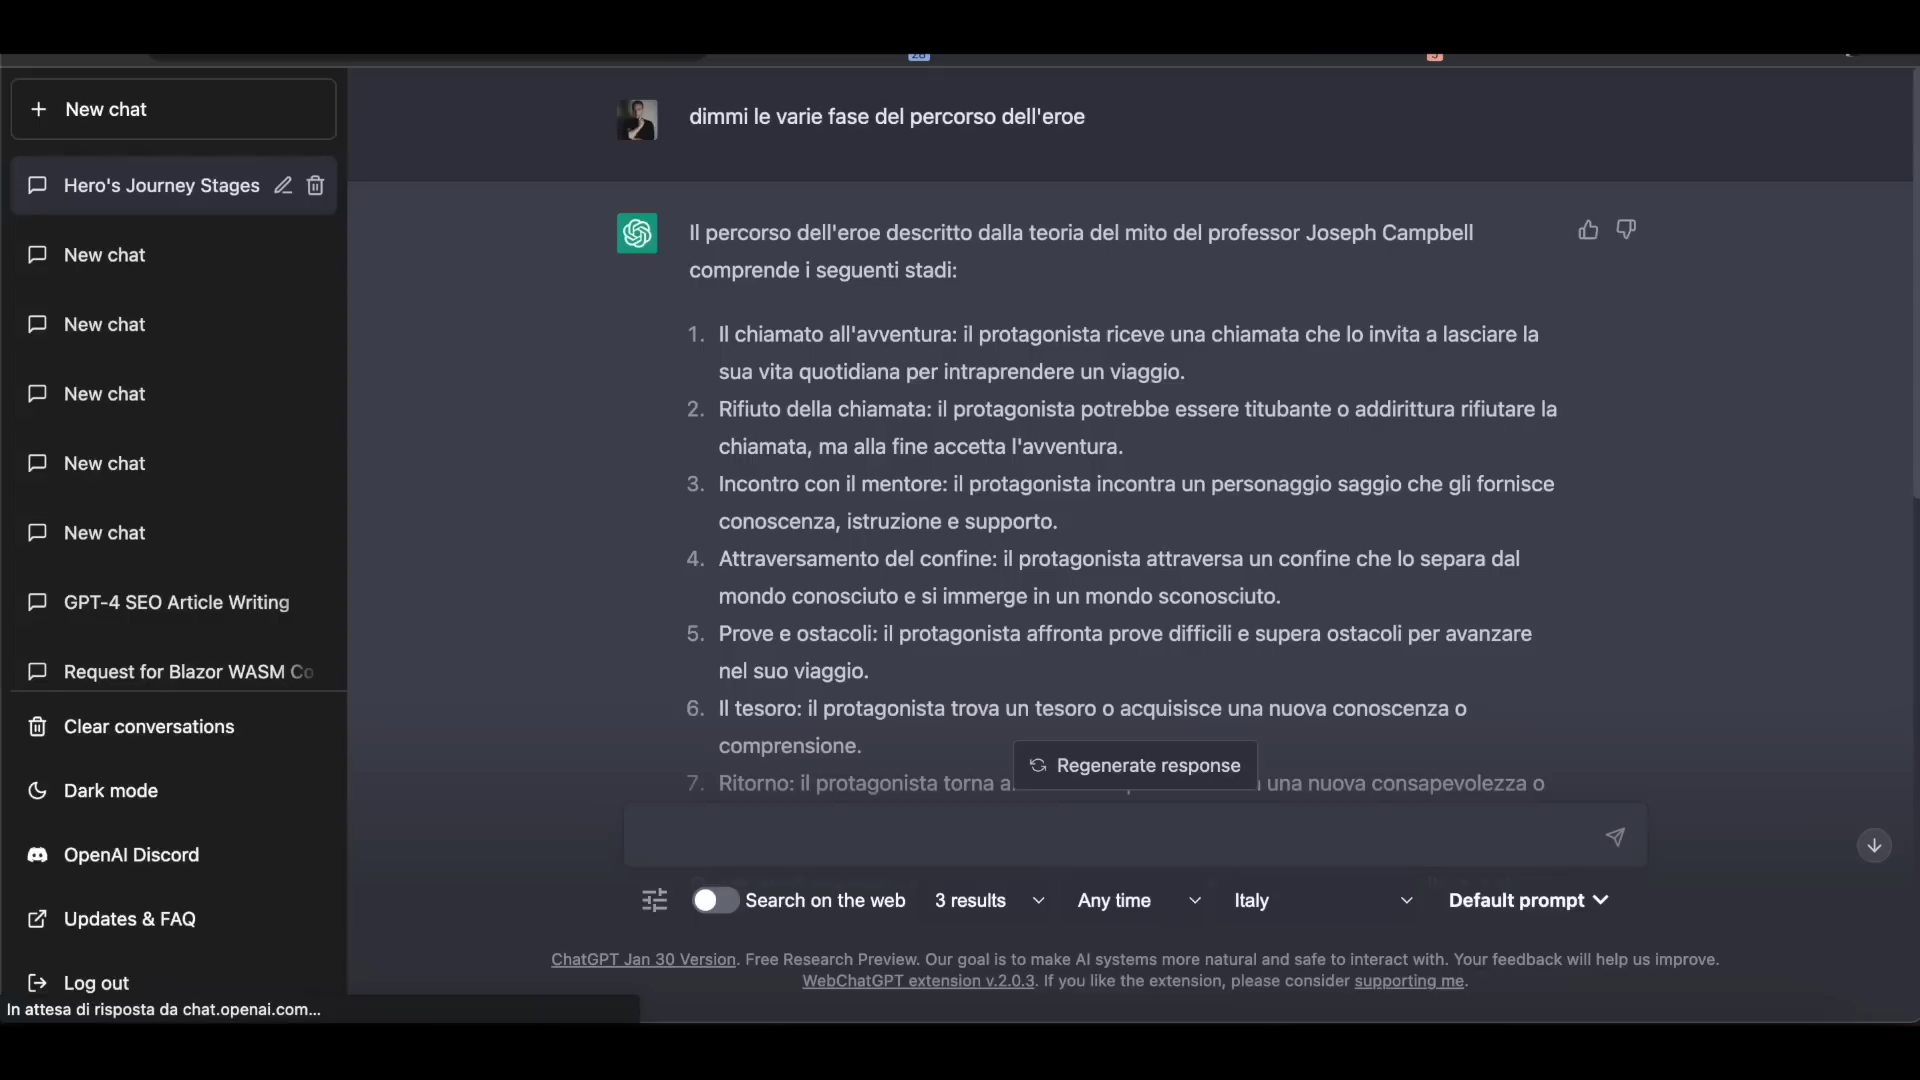 New chat
Hero's Journey Stages
New chat
New chat
New chat
New chat
New chat
GPT-4 SEO Article Writing
Request for Blazor WASM Co
Clear conversations
Dark mode
OpenAI Discord
Updates & FAQ
Log out
In attesa di risposta da chat.openai.com...
dimmi le varie fase del percorso dell'eroe
Il percorso dell'eroe descritto dalla teoria del mito del professor Joseph Campbell
comprende i seguenti stadi:
1. Il chiamato all'avventura: il protagonista riceve una chiamata che lo invita a lasciare la
sua vita quotidiana per intraprendere un viaggio.
2. Rifiuto della chiamata: il protagonista potrebbe essere titubante o addirittura rifiutare la
chiamata, ma alla fine accetta l'avventura.
3. Incontro con il mentore: il protagonista incontra un personaggio saggio che gli fornisce
conoscenza, istruzione e supporto.
4. Attraversamento del confine: il protagonista attraversa un confine che lo separa dal
mondo conosciuto e si immerge in un mondo sconosciuto.
5. Prove e ostacoli: il protagonista affronta prove difficili e supera ostacoli per avanzare
nel suo viaggio.
6. Il tesoro: il protagonista trova un tesoro o acquisisce una nuova conoscenza o
comprensione.
Regenerate response
7. Ritorno: il protagonista torna una nuova consapevolezza o
Search on the web 3 results Any time Italy Default prompt
ChatGPT Jan 30 Version. Free Research Preview. Our goal is to make AI systems more natural and safe to interact with. Your feedback will help us improve.
WebChatGPT extension v.2.0.3. If you like the extension, please consider supporting me.